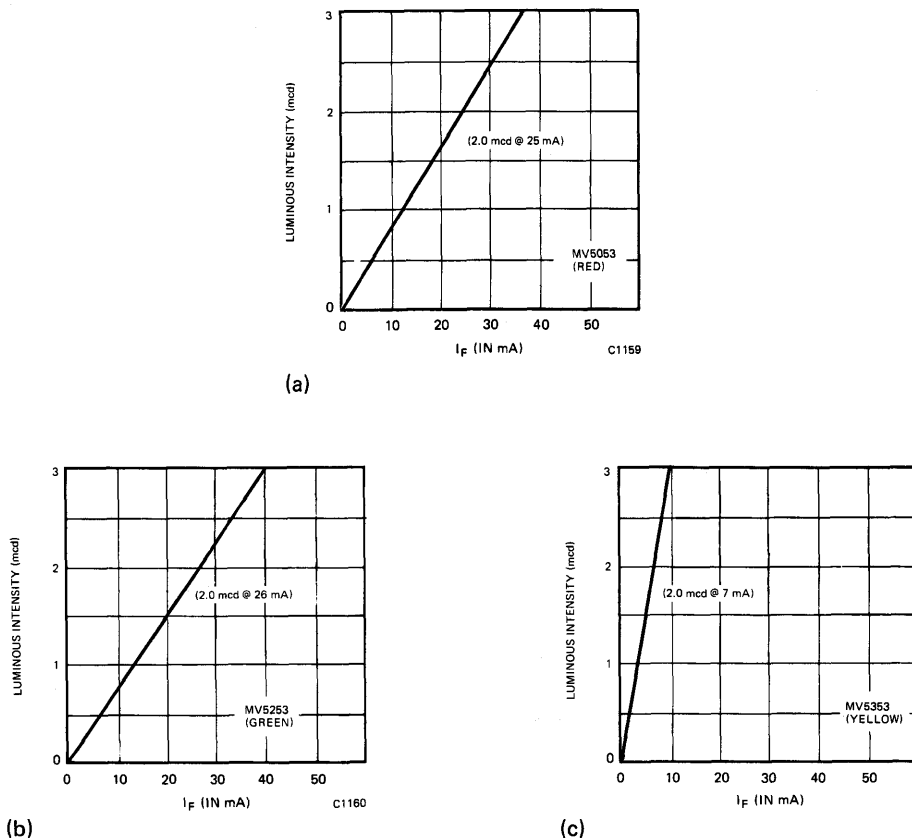 3
2
1
0
LUMINOUS INTENSITY (mcd)
(2.0 mcd @ 25 mA)
MV5053
(RED)
0 10 20 30 40 50
IF (IN mA)
C1159
(a)
3
2
1
0
LUMINOUS INTENSITY (mcd)
(2.0 mcd @ 26 mA)
MV5253
(GREEN)
0 10 20 30 40 50
IF (IN mA)
C1160
(b)
3
2
1
0
LUMINOUS INTENSITY (mcd)
(2.0 mcd @ 7 mA)
MV5353
(YELLOW)
0 10 20 30 40 50
IF (IN mA)
(c)